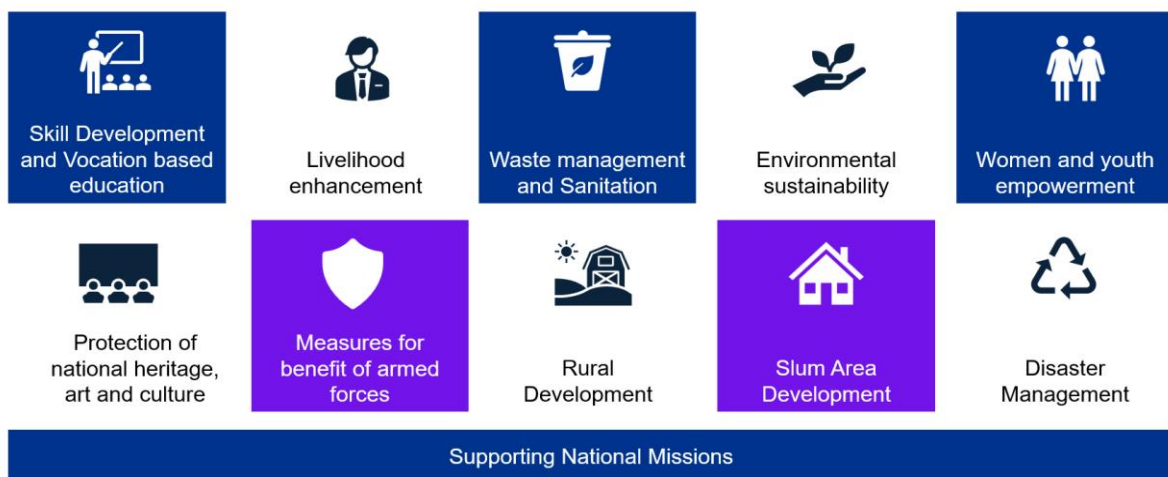 Skill Development
and Vocation based
education
Livelihood
enhancement
Waste management
and Sanitation
Environmental
sustainability
Women and youth
empowerment
Protection of
national heritage,
art and culture
Measures for
benefit of armed
forces
Rural
Development
Slum Area
Development
Disaster
Management
Supporting National Missions